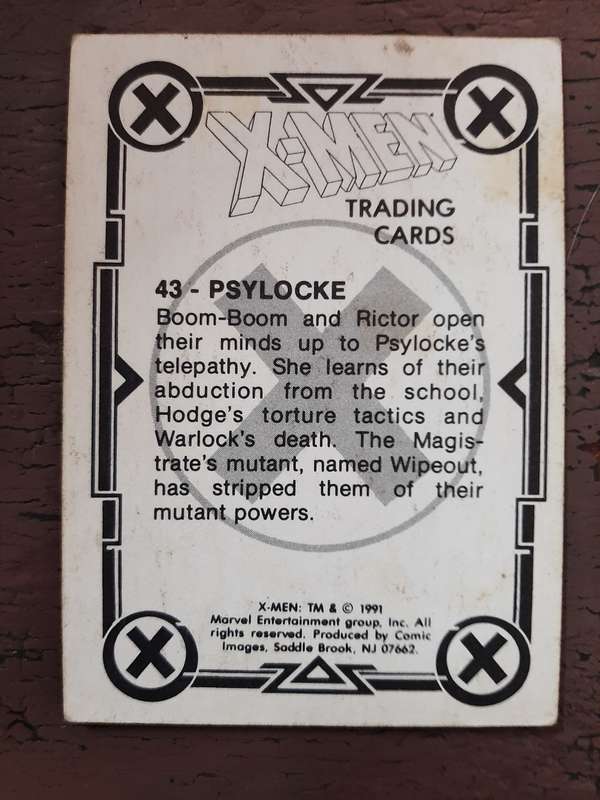 X-MEN
TRADING
CARDS
43 - PSYLOCKE
Boom-Boom and Rictor open
their minds up to Psylocke's
telepathy. She learns of their
abduction from the school,
Hodge's torture tactics and
Warlock's death. The Magis-
trate's mutant, named Wipeout,
has stripped them of their
mutant powers.
X-MEN: TM & © 1991
Marvel Entertainment group, Inc. All
rights reserved. Produced by Comic
Images, Saddle Brook, NJ 07662.